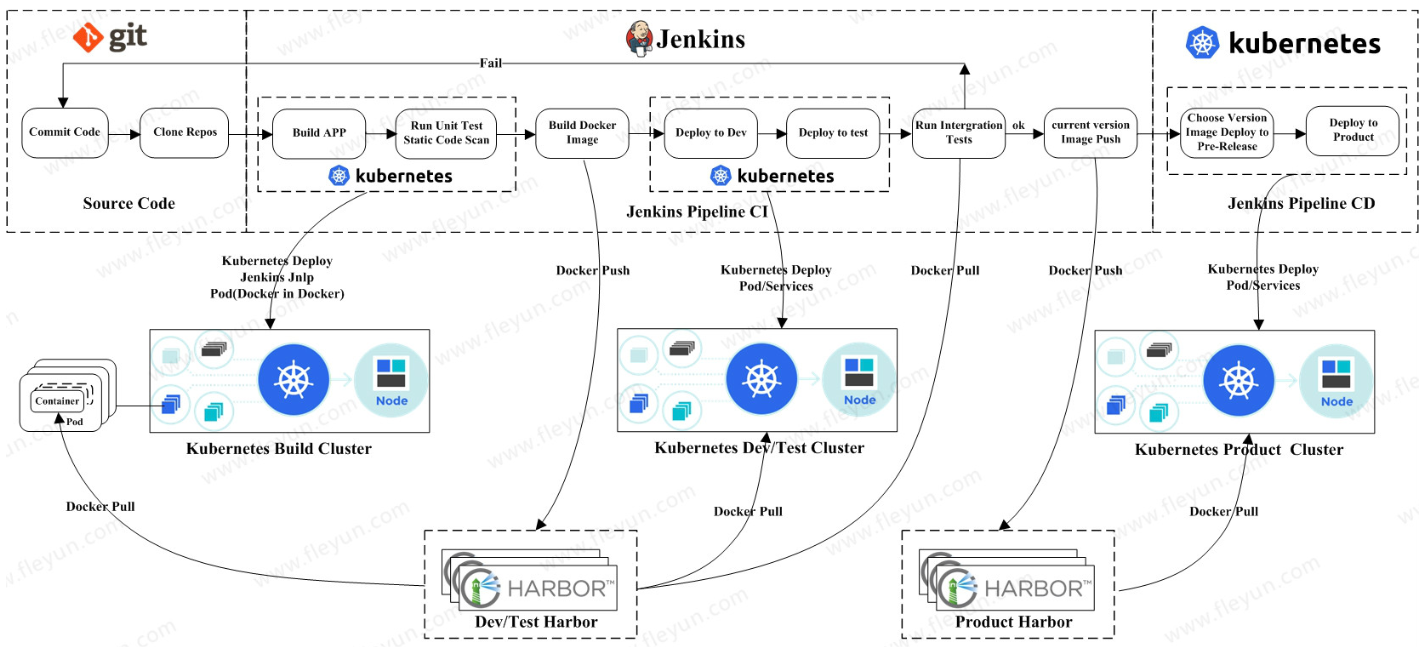 git
Jenkins
kubernetes
Fail
Commit Code
Clone Repos
Build APP
Run Unit Test
Static Code Scan
Build Docker
Image
Deploy to Dev
Deploy to test
Run Intergration
Tests
ok
current version
Image Push
Choose Version
Image Deploy to
Pre-Release
Deploy to
Product
kubernetes
kubernetes
Source Code
Jenkins Pipeline CI
Jenkins Pipeline CD
Kubernetes Deploy
Jenkins Jnlp
Pod(Docker in Docker)
Docker Push
Kubernetes Deploy
Pod/Services
Docker Pull
Docker Push
Kubernetes Deploy
Pod/Services
Container
Pod
Node
Node
Node
Kubernetes Build Cluster
Kubernetes Dev/Test Cluster
Kubernetes Product Cluster
Docker Pull
Docker Pull
Docker Pull
HARBOR™
HARBOR™
Dev/Test Harbor
Product Harbor
www.fleyun.com